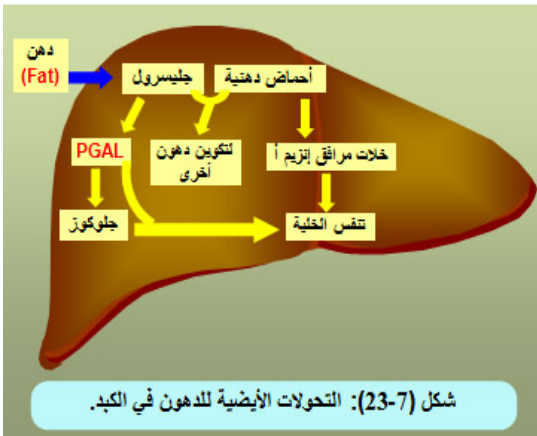 دهن
(Fat)
جليسرول
أحماض دهنية
PGAL
لتكوين دهون
أخرى
خلات مرافق إنزيم أ
جلوكوز
تنفس الخلية
شكل (7-23): التحولات الأيضية للدهون في الكبد.